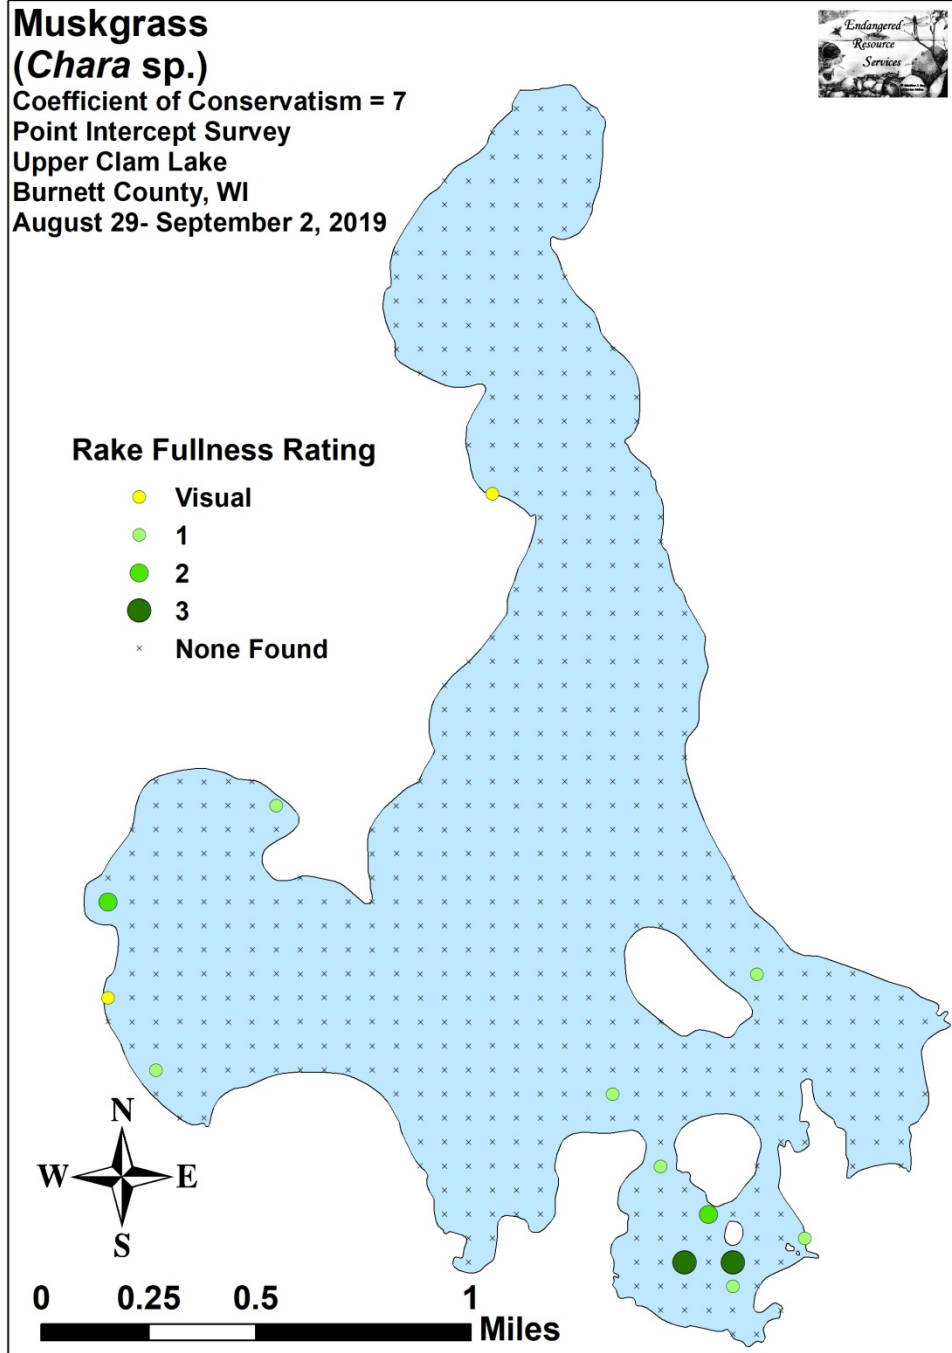 Muskgrass
(Chara sp.)
Coefficient of Conservatism = 7
Point Intercept Survey
Upper Clam Lake
Burnett County, WI
August 29- September 2, 2019
Endangered
Resource
Services
Rake Fullness Rating
Visual
1
2
3
None Found
N
W E
S
0 0.25 0.5 1
Miles